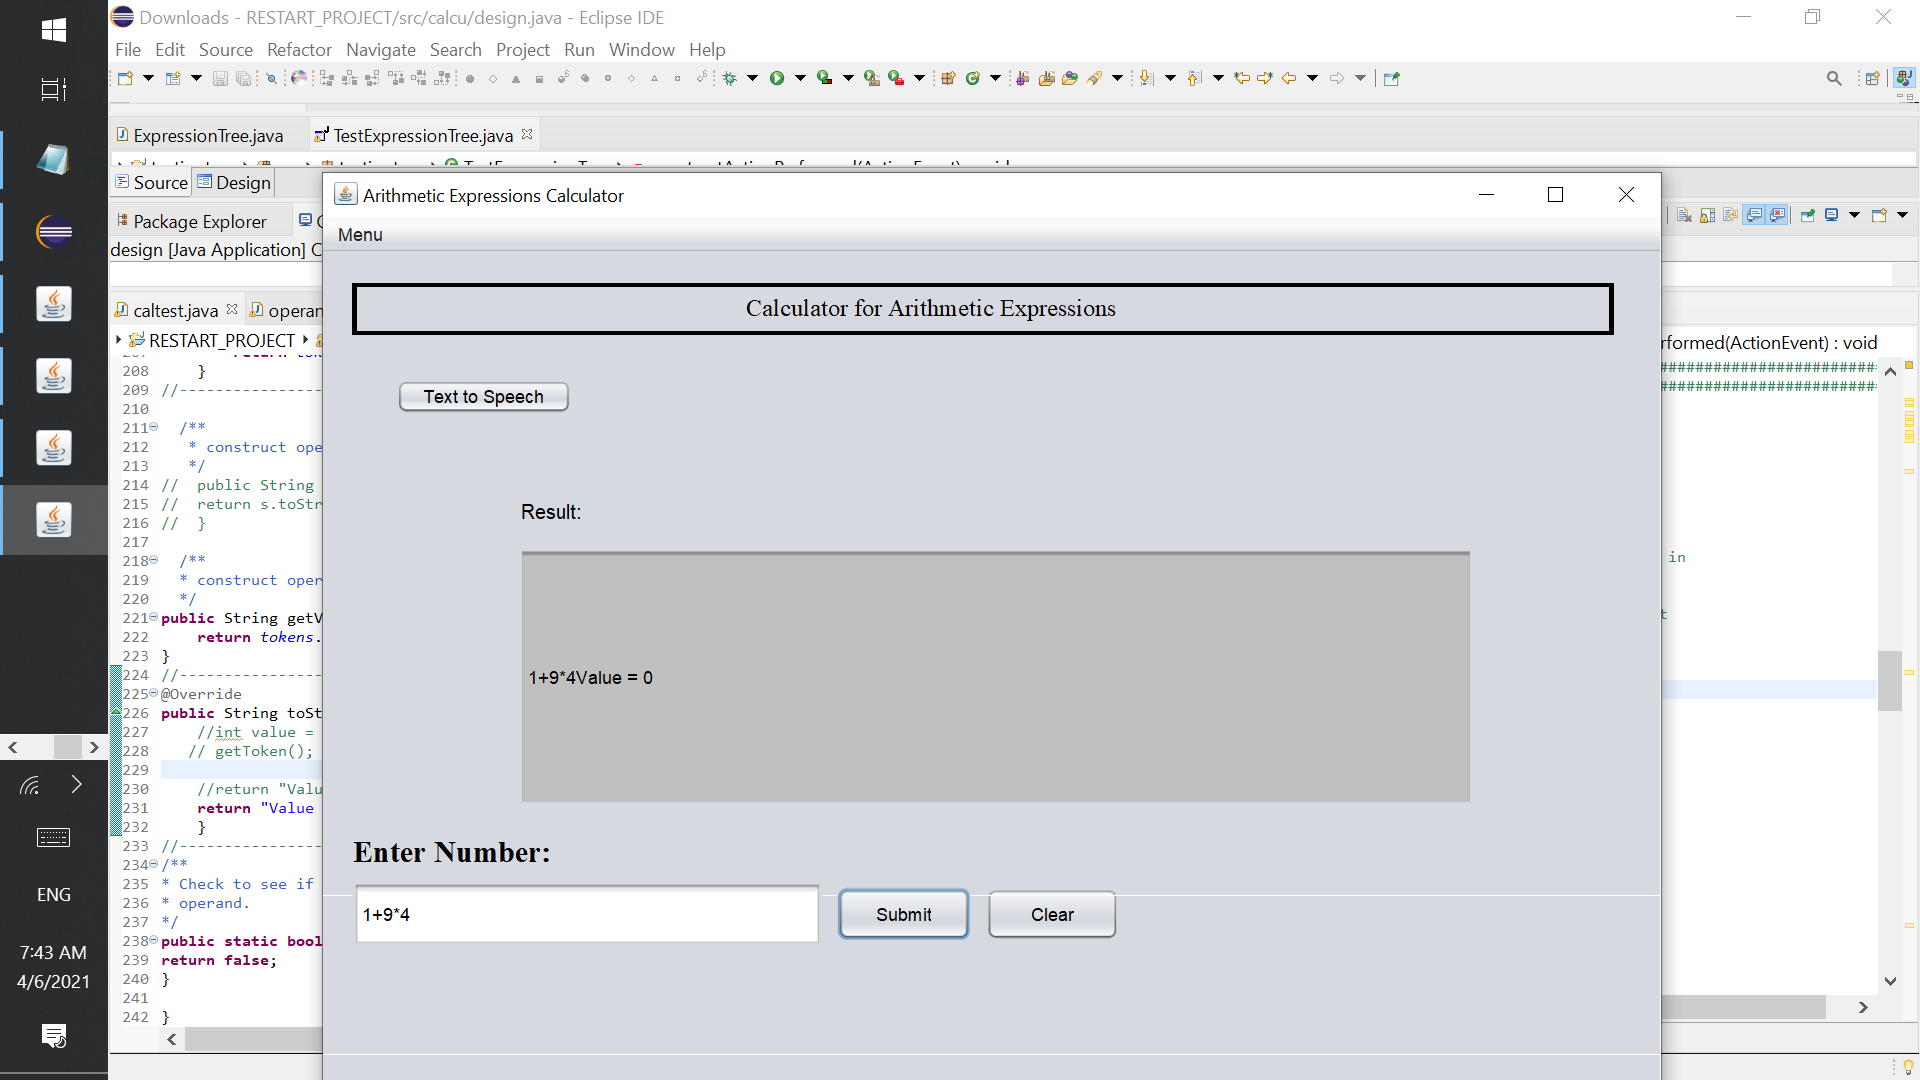 Downloads - RESTART_PROJECT/src/calcu/design.java - Eclipse IDE
File Edit Source Refactor Navigate Search Project Run Window Help
ExpressionTree.java
TestExpressionTree.java
Source Design
Arithmetic Expressions Calculator
Package Explorer
Menu
design [Java Application] C
Calculator for Arithmetic Expressions
caltest.java
operan
RESTART_PROJECT
rformed(ActionEvent) : void
208 }
209 //----------------
210
211 /**
212 * construct ope
213 */
214 // public String
215 // return s.toStr
216 // }
217
218 /**
219 * construct oper
220 */
221 public String getV
222 return tokens.
223 }
224 //----------------
225 @Override
226 public String toSt
227 //int value =
228 // getToken();
229
230 //return "Valu
231 return "Value
232 }
233 //----------------
234 /**
235 * Check to see if
236 * operand.
237 */
238 public static bool
239 return false;
240 }
241
242 }
########################
########################
in
t
Text to Speech
Result:
1+9*4Value = 0
Enter Number:
1+9*4
Submit
Clear
ENG
7:43 AM
4/6/2021